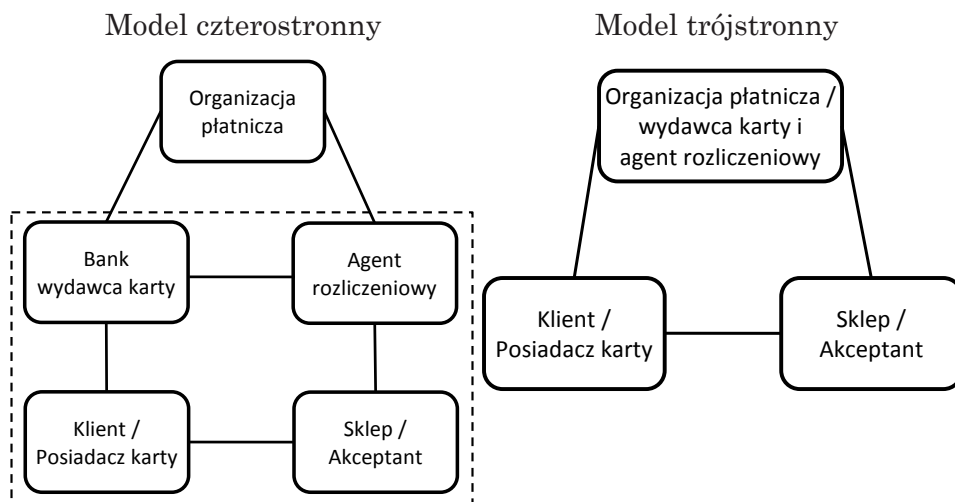 Model czterostronny
Organizacja
płatnicza
Bank
wydawca karty
Agent
rozliczeniowy
Klient /
Posiadacz karty
Sklep /
Akceptant
Model trójstronny
Organizacja płatnicza /
wydawca karty i
agent rozliczeniowy
Klient /
Posiadacz karty
Sklep /
Akceptant